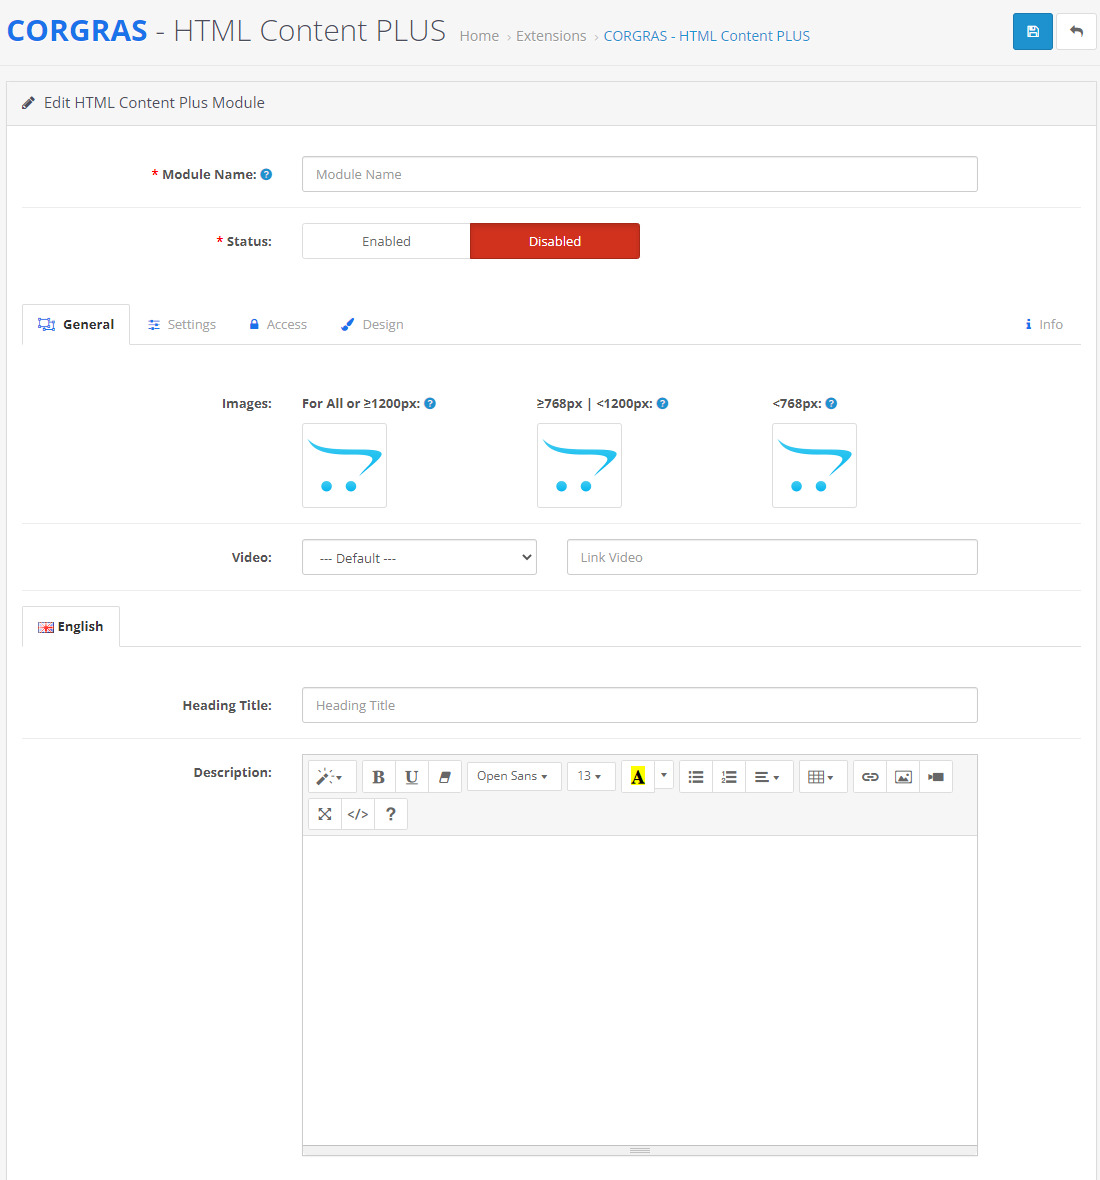 CORGRAS - HTML Content PLUS Home › Extensions › CORGRAS - HTML Content PLUS
Edit HTML Content Plus Module
* Module Name: ? Module Name
* Status: Enabled Disabled
General Settings Access Design i Info
Images: For All or ≥1200px: ? ≥768px | <1200px: ? <768px: ?
Video: --- Default --- Link Video
English
Heading Title: Heading Title
Description: B U Open Sans 13 A
</> ?